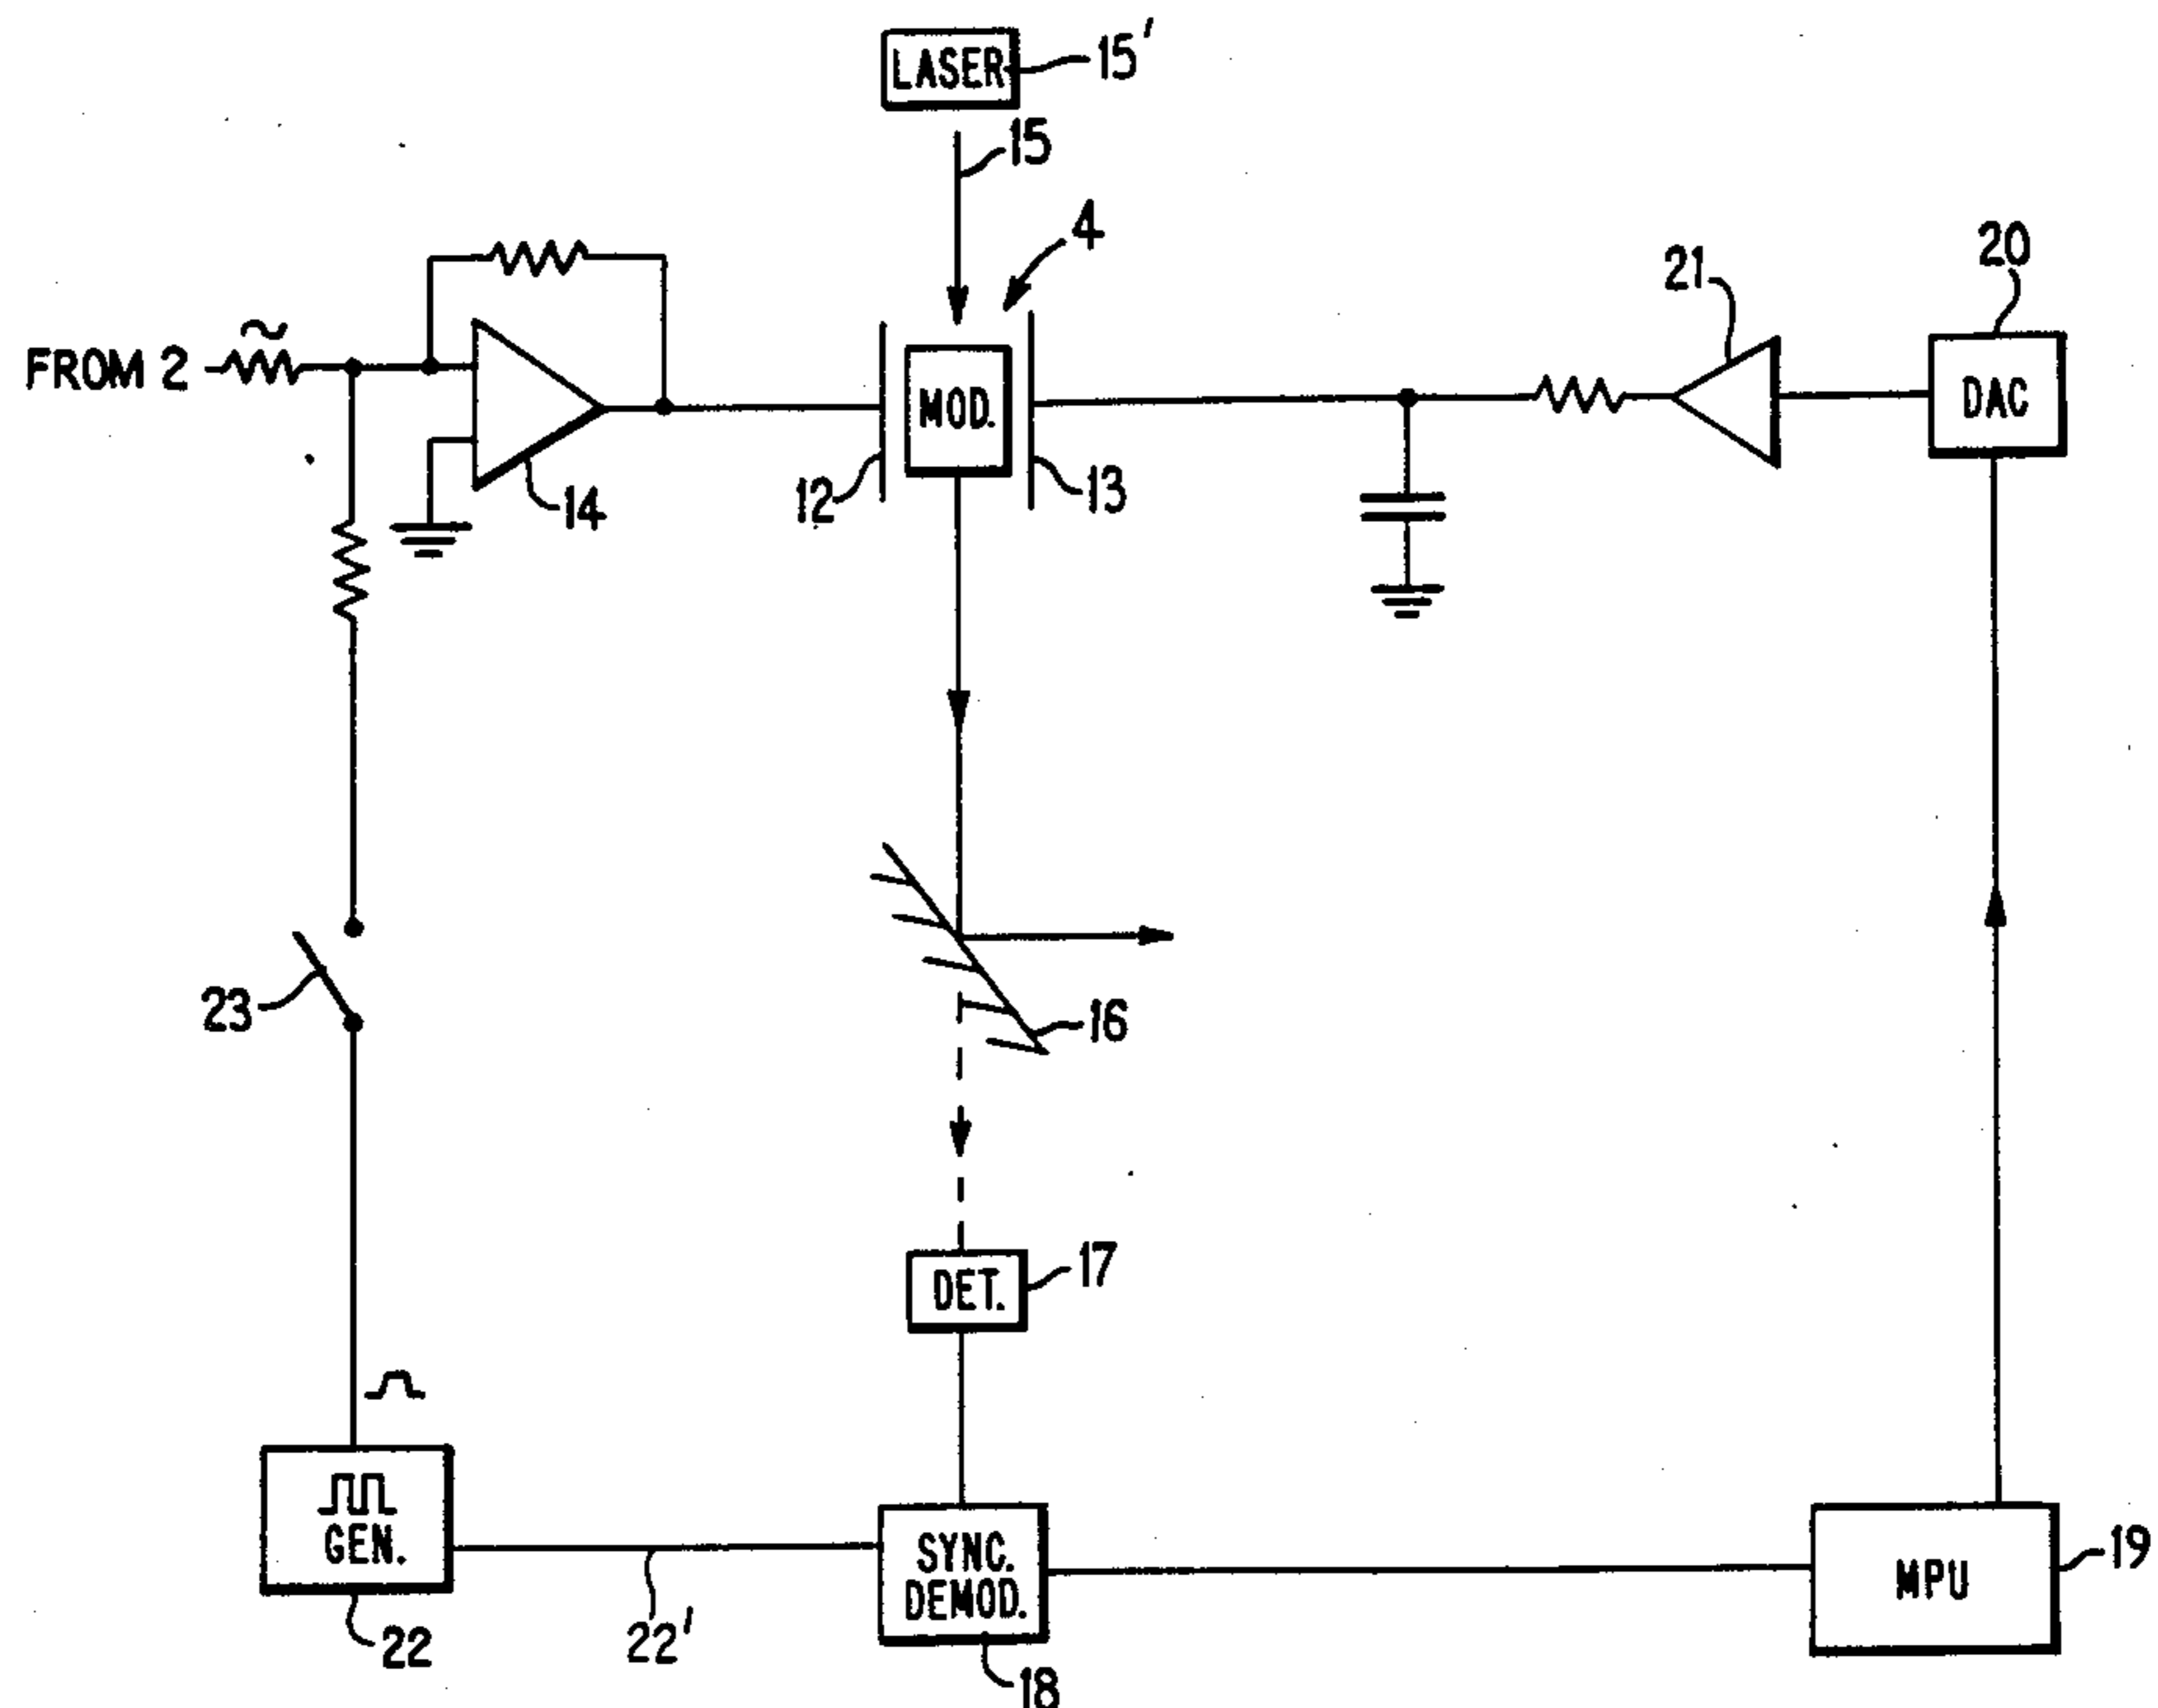 LASER
15'
15
4
20
21
FROM 2
~
MOD.
DAC
12
13
14
23
16
17
DET.
GEN.
SYNC.
DEMOD.
MPU
19
22
22'
18